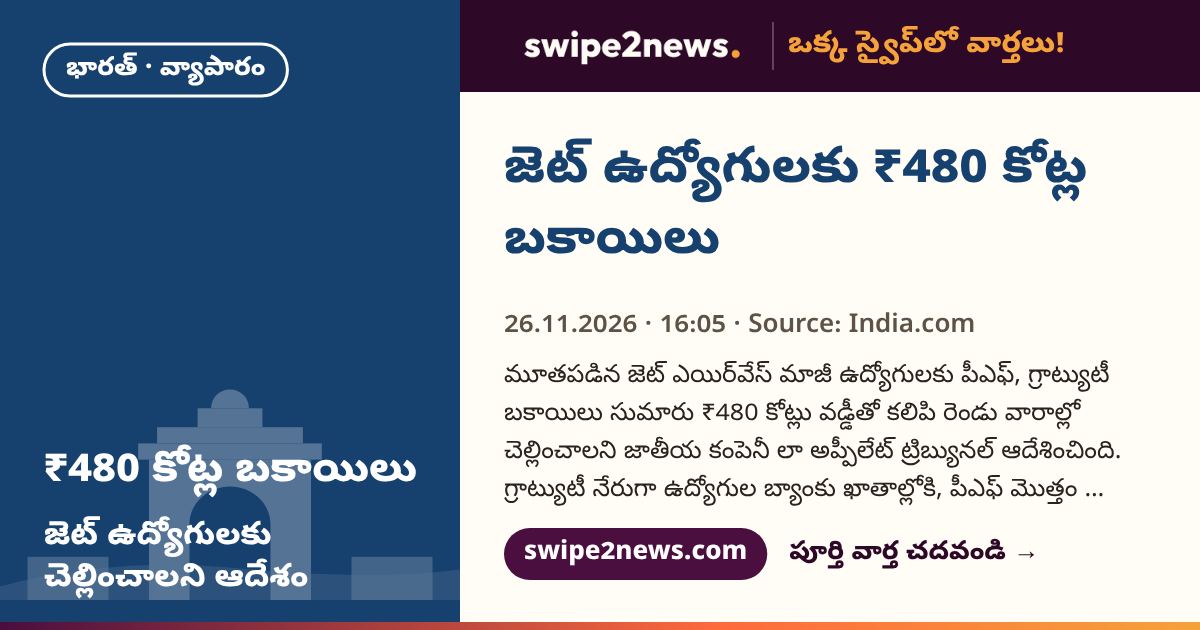 భారత్ · వ్యాపారం
₹480 కోట్ల బకాయిలు
జెట్ ఉద్యోగులకు
చెల్లించాలని ఆదేశం
swipe2news.
ఒక్క స్వైప్‌లో వార్తలు!
జెట్ ఉద్యోగులకు ₹480 కోట్ల
బకాయిలు
26.11.2026 · 16:05 · Source: India.com
మూతపడిన జెట్ ఎయిర్‌వేస్ మాజీ ఉద్యోగులకు పీఎఫ్, గ్రాట్యుటీ
బకాయిలు సుమారు ₹480 కోట్లు వడ్డీతో కలిపి రెండు వారాల్లో
చెల్లించాలని జాతీయ కంపెనీ లా అప్పీలేట్ ట్రిబ్యునల్ ఆదేశించింది.
గ్రాట్యుటీ నేరుగా ఉద్యోగుల బ్యాంకు ఖాతాల్లోకి, పీఎఫ్ మొత్తం ...
swipe2news.com
పూర్తి వార్త చదవండి →